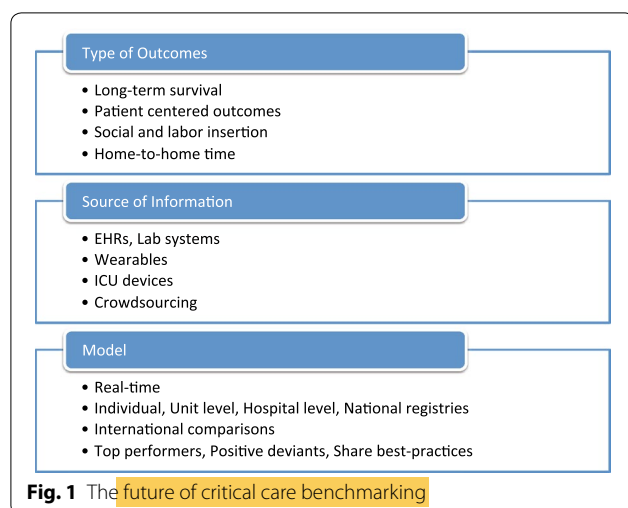 Type of Outcomes
• Long-term survival
• Patient centered outcomes
• Social and labor insertion
• Home-to-home time
Source of Information
• EHRs, Lab systems
• Wearables
• ICU devices
• Crowdsourcing
Model
• Real-time
• Individual, Unit level, Hospital level, National registries
• International comparisons
• Top performers, Positive deviants, Share best-practices
Fig. 1 The future of critical care benchmarking